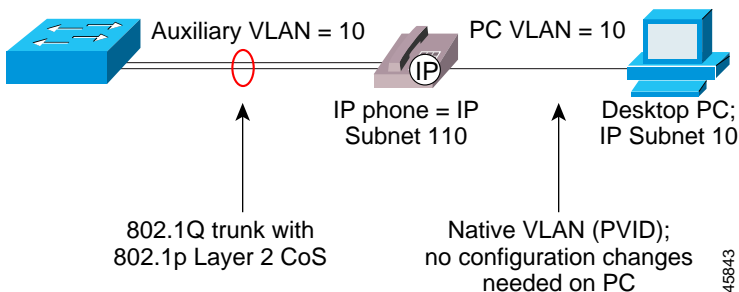 Auxiliary VLAN = 10
PC VLAN = 10
IP
IP phone = IP
Subnet 110
Desktop PC;
IP Subnet 10
802.1Q trunk with
802.1p Layer 2 CoS
Native VLAN (PVID);
no configuration changes
needed on PC
45843